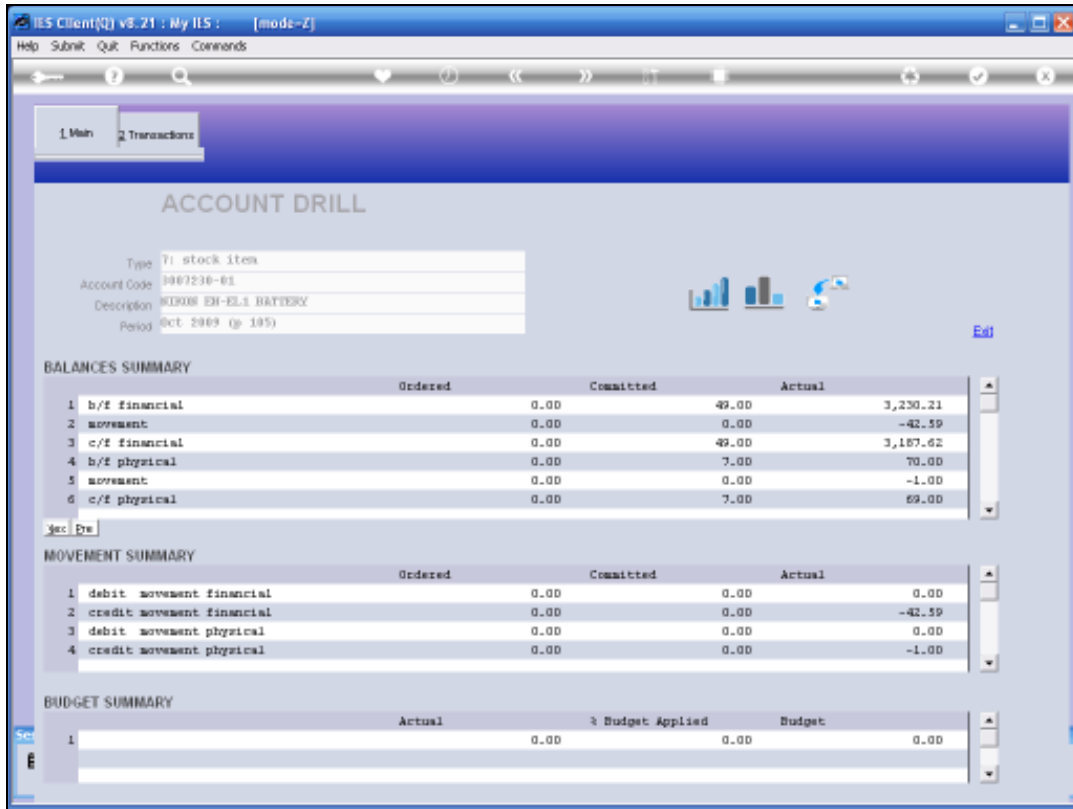 IES Client(Q) v8.21 : My IES : [mode-Z]
Help Submit Quit Functions Commands
1 Main 2 Transactions
ACCOUNT DRILL
Type 7: stock item
Account Code 3007230-01
Description NIKON EN-EL1 BATTERY
Period Oct 2009 (p 105)
Exit
BALANCES SUMMARY
Ordered Committed Actual
1 b/f financial 0.00 49.00 3,230.21
2 movement 0.00 0.00 -42.59
3 c/f financial 0.00 49.00 3,187.62
4 b/f physical 0.00 7.00 70.00
5 movement 0.00 0.00 -1.00
6 c/f physical 0.00 7.00 69.00
Nex Pre
MOVEMENT SUMMARY
Ordered Committed Actual
1 debit movement financial 0.00 0.00 0.00
2 credit movement financial 0.00 0.00 -42.59
3 debit movement physical 0.00 0.00 0.00
4 credit movement physical 0.00 0.00 -1.00
BUDGET SUMMARY
Actual % Budget Applied Budget
1 0.00 0.00 0.00